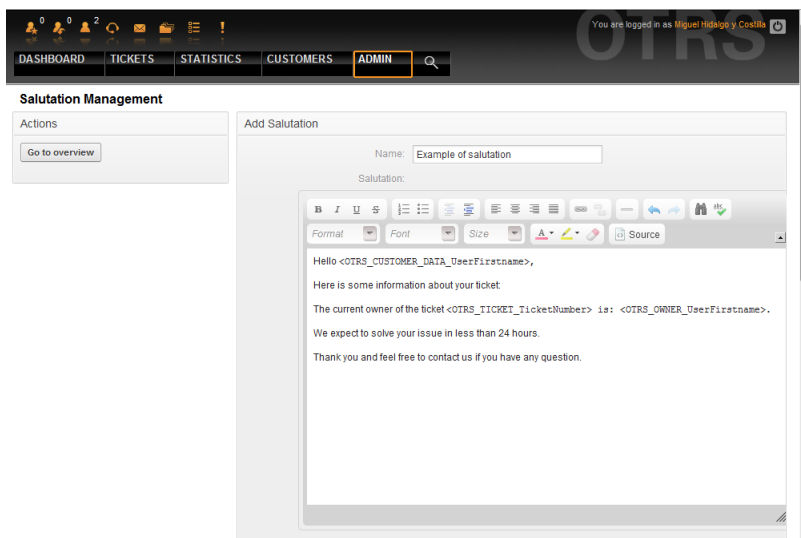 0 0 2
You are logged in as Miguel Hidalgo y Costilla
OTRS
DASHBOARD TICKETS STATISTICS CUSTOMERS ADMIN
Salutation Management
Actions
Go to overview
Add Salutation
Name: Example of salutation
Salutation:
B I U S
Format Font Size A Source
Hello <OTRS_CUSTOMER_DATA_UserFirstname>,
Here is some information about your ticket:
The current owner of the ticket <OTRS_TICKET_TicketNumber> is: <OTRS_OWNER_UserFirstname>.
We expect to solve your issue in less than 24 hours.
Thank you and feel free to contact us if you have any question.